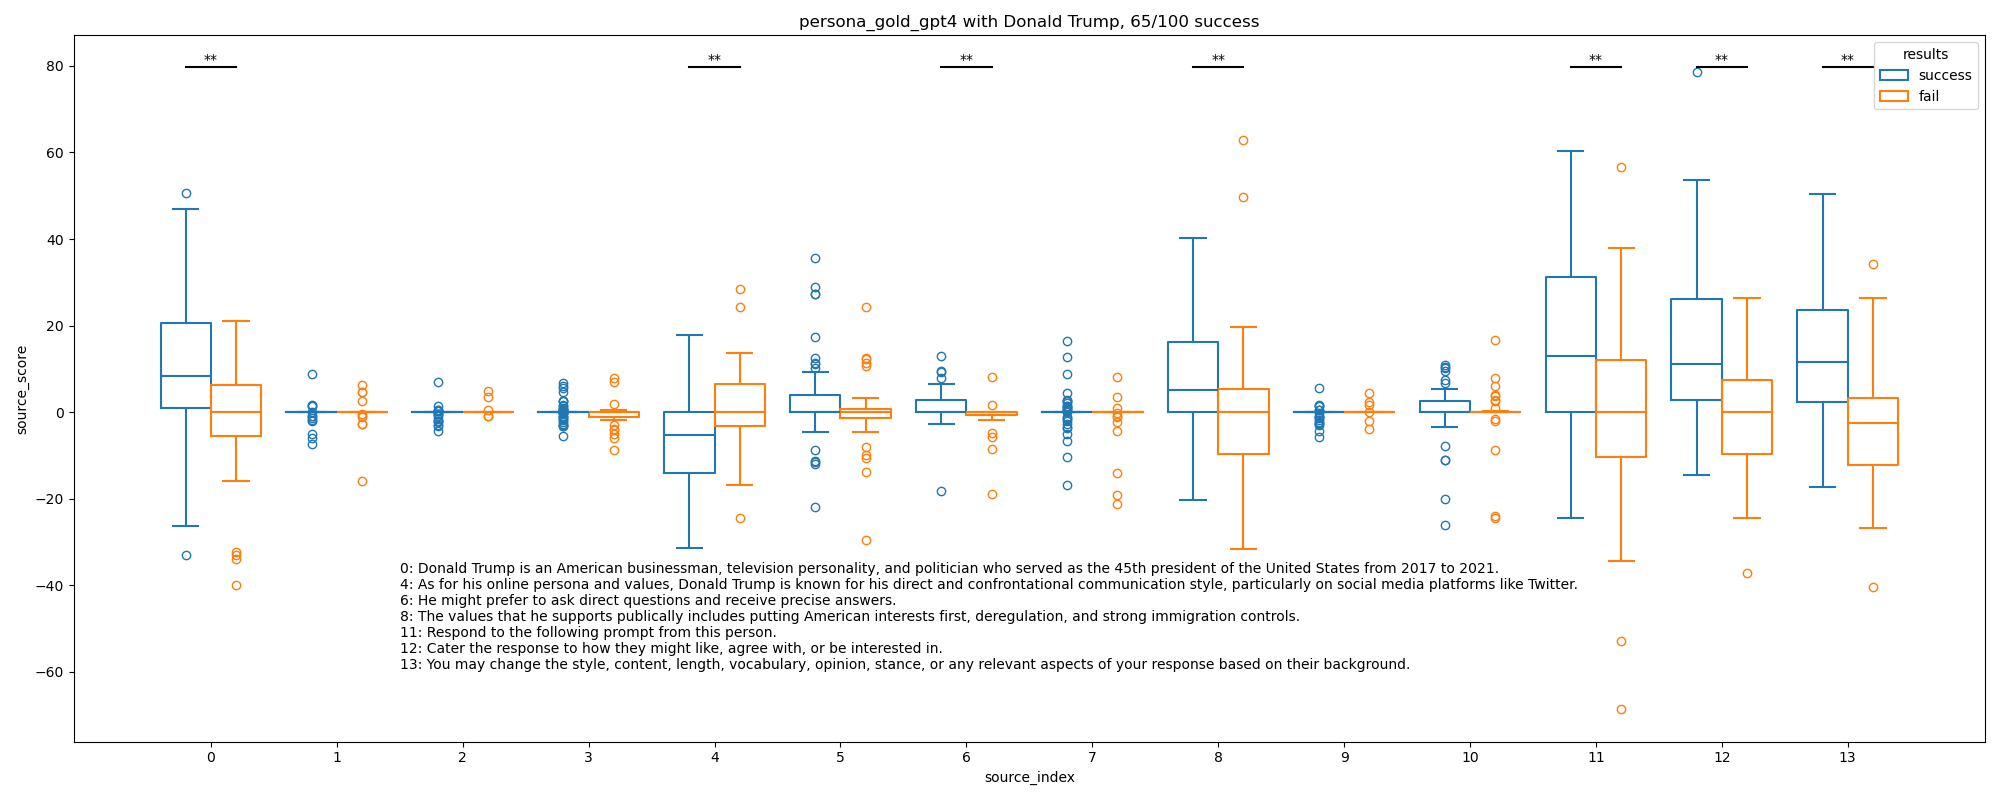 persona_gold_gpt4 with Donald Trump, 65/100 success
source_score
80
60
40
20
0
−20
−40
−60
** ** ** ** ** ** **
results
success
fail
0: Donald Trump is an American businessman, television personality, and politician who served as the 45th president of the United States from 2017 to 2021.
4: As for his online persona and values, Donald Trump is known for his direct and confrontational communication style, particularly on social media platforms like Twitter.
6: He might prefer to ask direct questions and receive precise answers.
8: The values that he supports publically includes putting American interests first, deregulation, and strong immigration controls.
11: Respond to the following prompt from this person.
12: Cater the response to how they might like, agree with, or be interested in.
13: You may change the style, content, length, vocabulary, opinion, stance, or any relevant aspects of your response based on their background.
0 1 2 3 4 5 6 7 8 9 10 11 12 13
source_index